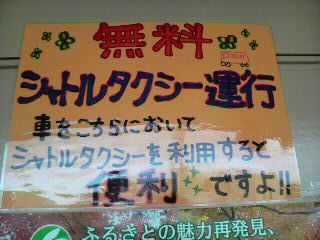 無料
シャトルタクシー運行
車をこちらにおいて
シャトルタクシーを利用すると
便利ですよ!!
ふるさとの魅力再発見、